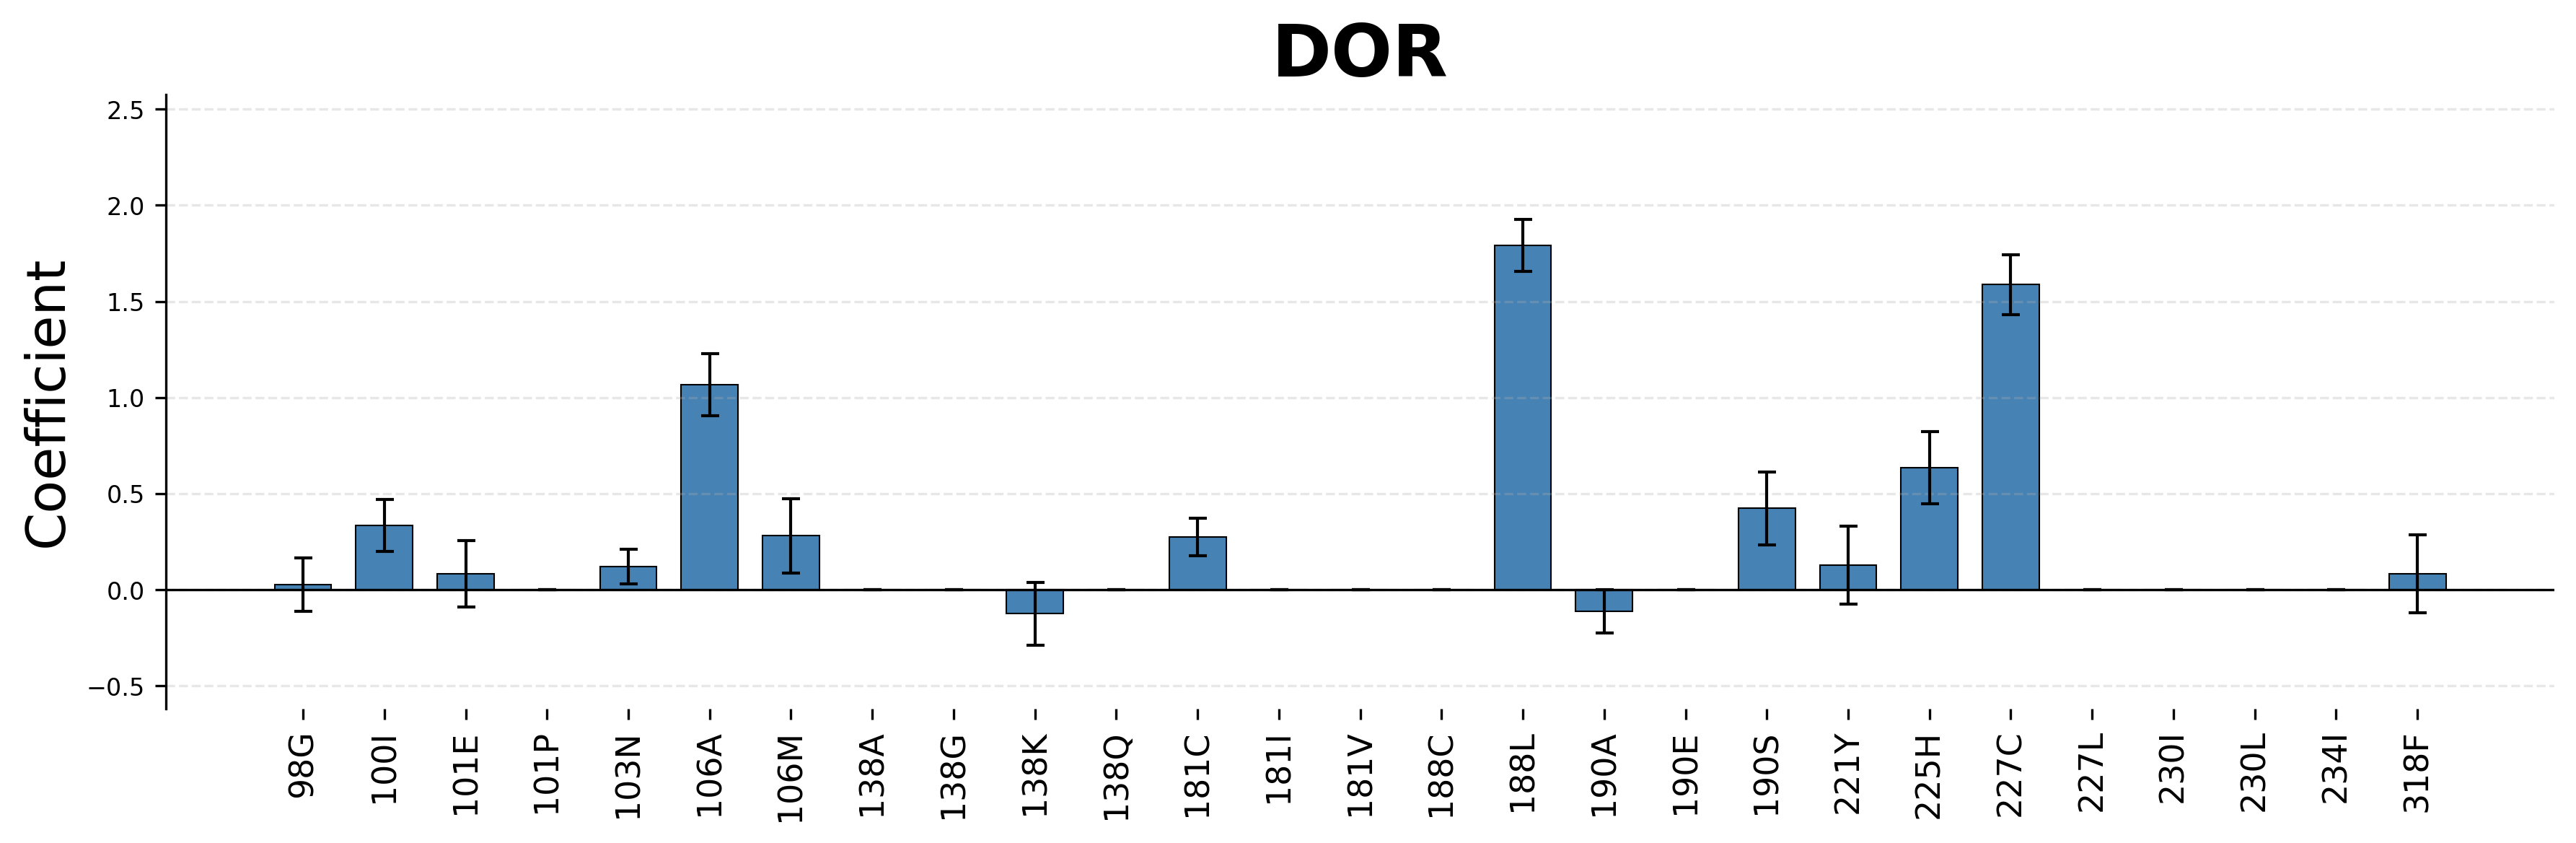 DOR
Coefficient
2.5
2.0
1.5
1.0
0.5
0.0
−0.5
98G
100I
101E
101P
103N
106A
106M
138A
138G
138K
138Q
181C
181I
181V
188C
188L
190A
190E
190S
221Y
225H
227C
227L
230I
230L
234I
318F